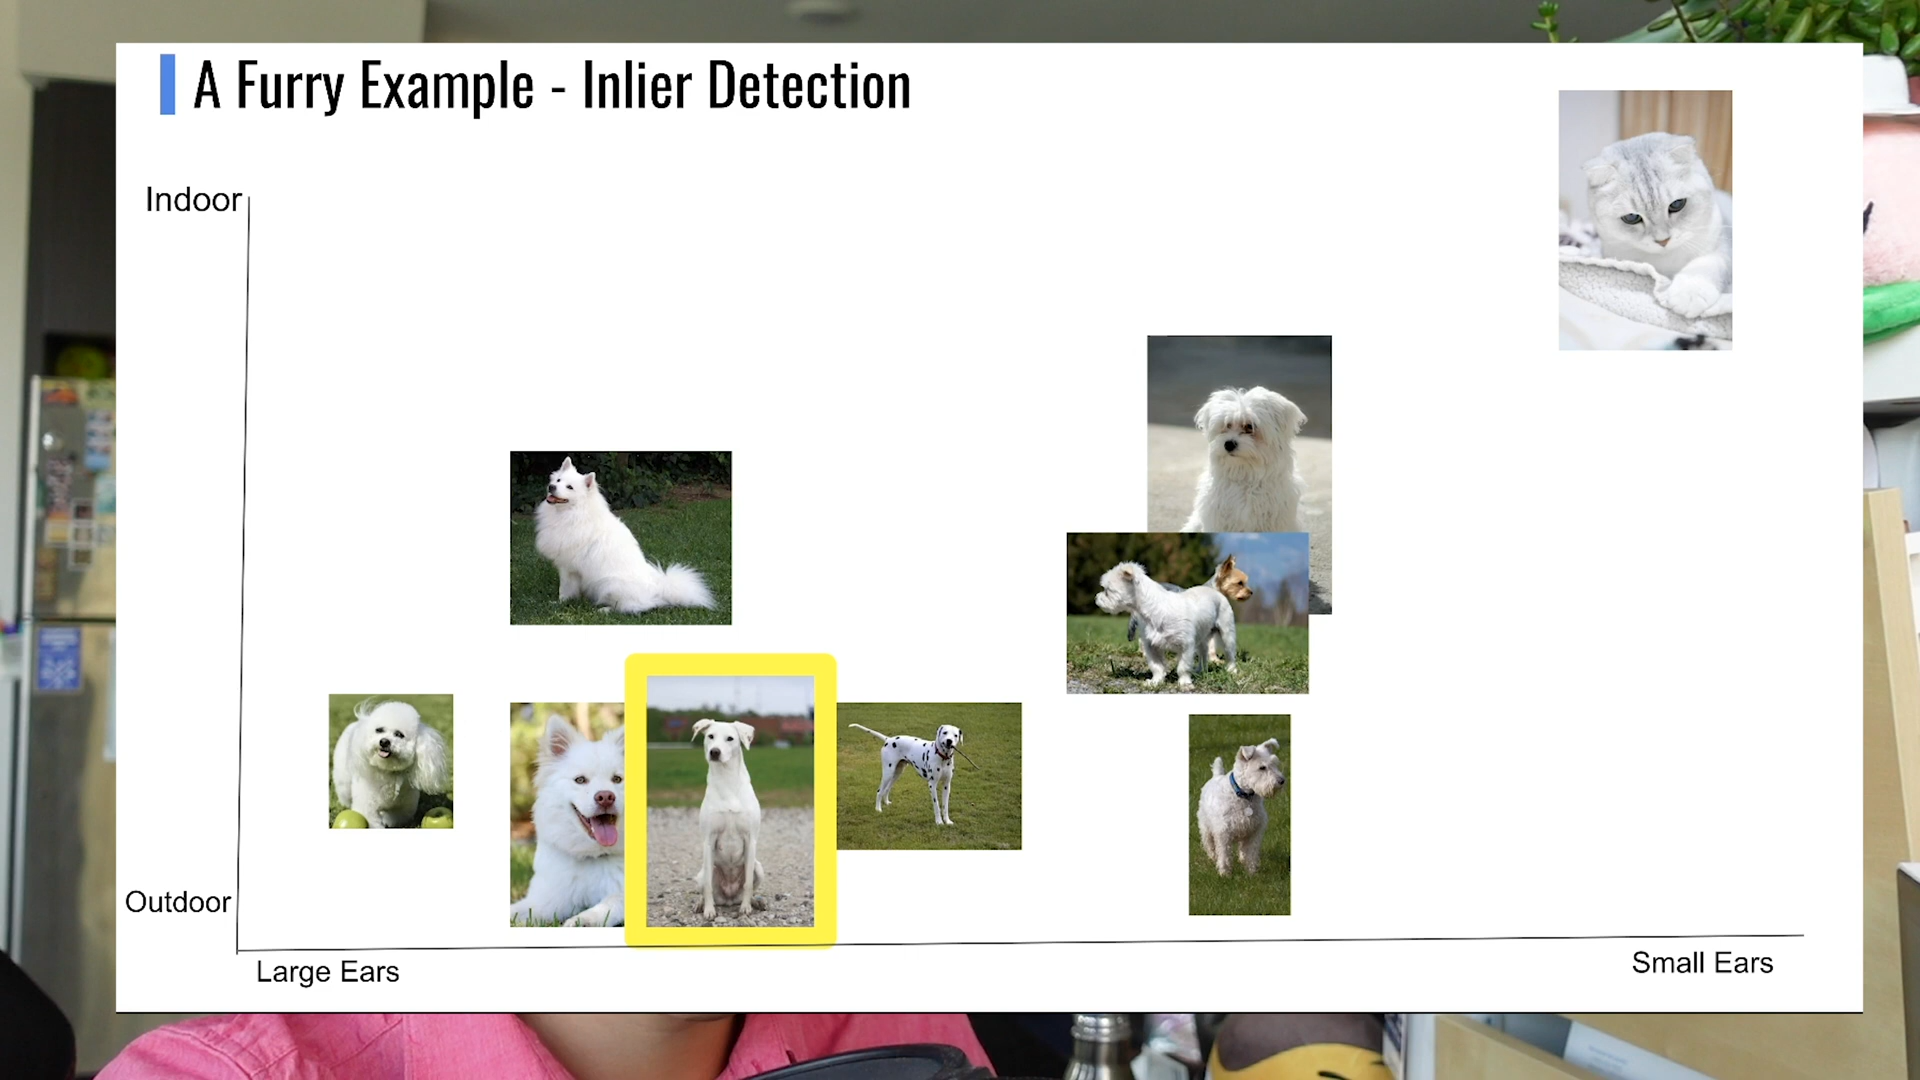 A Furry Example - Inlier Detection
Indoor
Outdoor
Large Ears
Small Ears